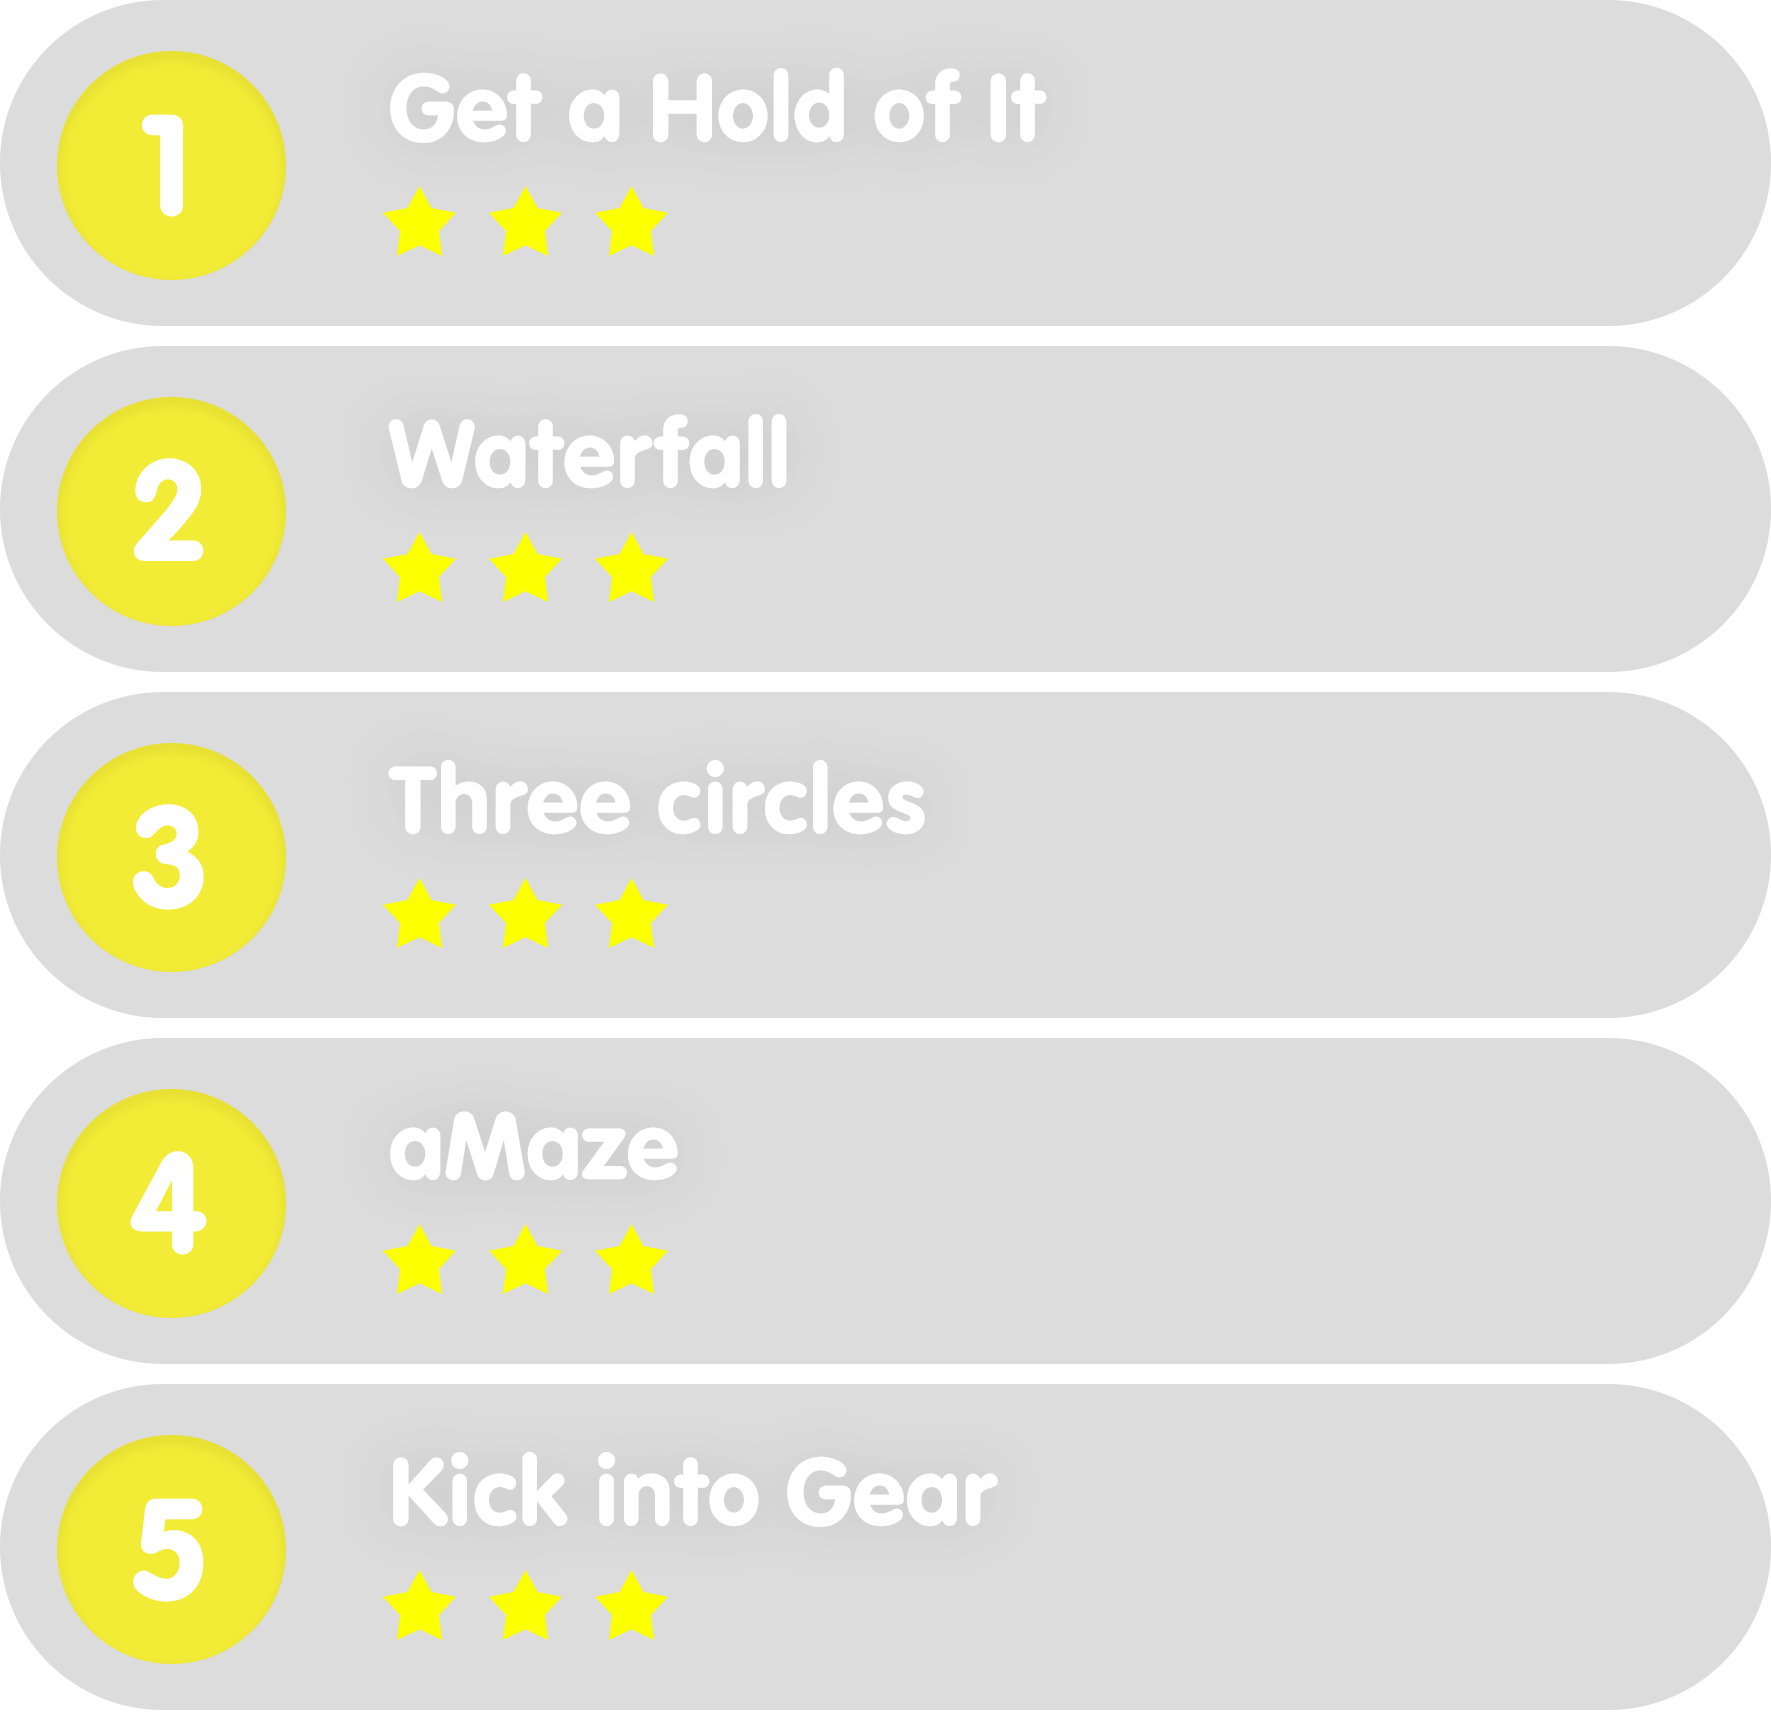 1
Get a Hold of It
2
Waterfall
3
Three circles
4
aMaze
5
Kick into Gear